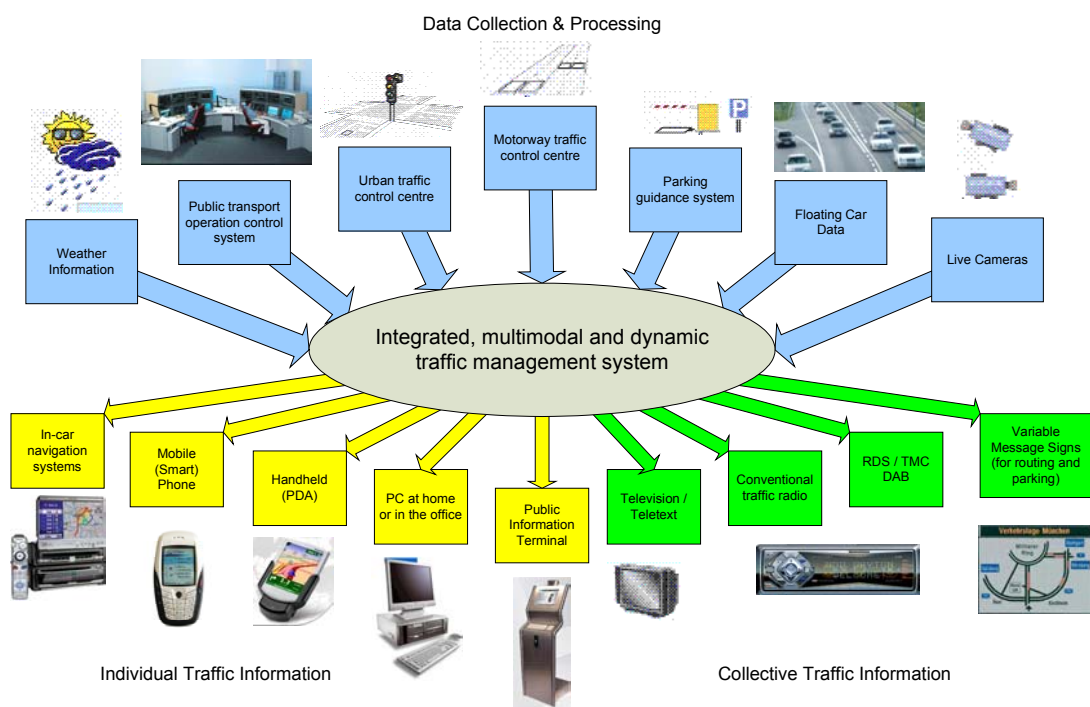 Data Collection & Processing
Motorway traffic
control centre
Urban traffic
control centre
Parking
guidance system
Public transport
operation control
system
Floating Car
Data
Weather
Information
Live Cameras
P
Integrated, multimodal and dynamic
traffic management system
In-car
navigation
systems
Mobile
(Smart)
Phone
Handheld
(PDA)
PC at home
or in the office
Public
Information
Terminal
Television /
Teletext
Conventional
traffic radio
RDS / TMC
DAB
Variable
Message Signs
(for routing and
parking)
Verkehrslage München
Individual Traffic Information
Collective Traffic Information